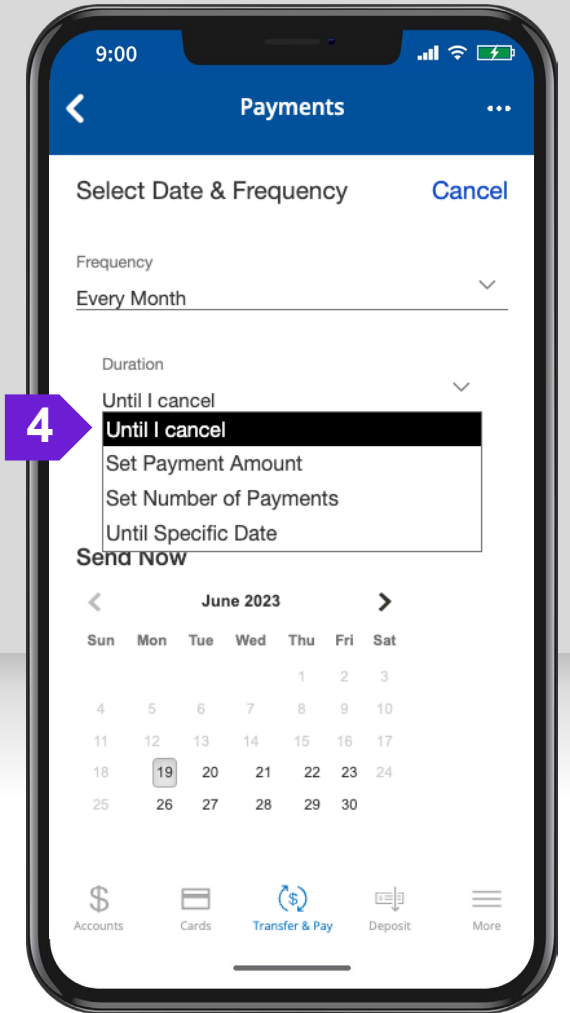 9:00
Payments
Select Date & Frequency Cancel
Frequency
Every Month
Duration
Until I cancel
4
Until I cancel
Set Payment Amount
Set Number of Payments
Until Specific Date
Send Now
June 2023
Sun Mon Tue Wed Thu Fri Sat
1 2 3
4 5 6 7 8 9 10
11 12 13 14 15 16 17
18 19 20 21 22 23 24
25 26 27 28 29 30
Accounts Cards Transfer & Pay Deposit More